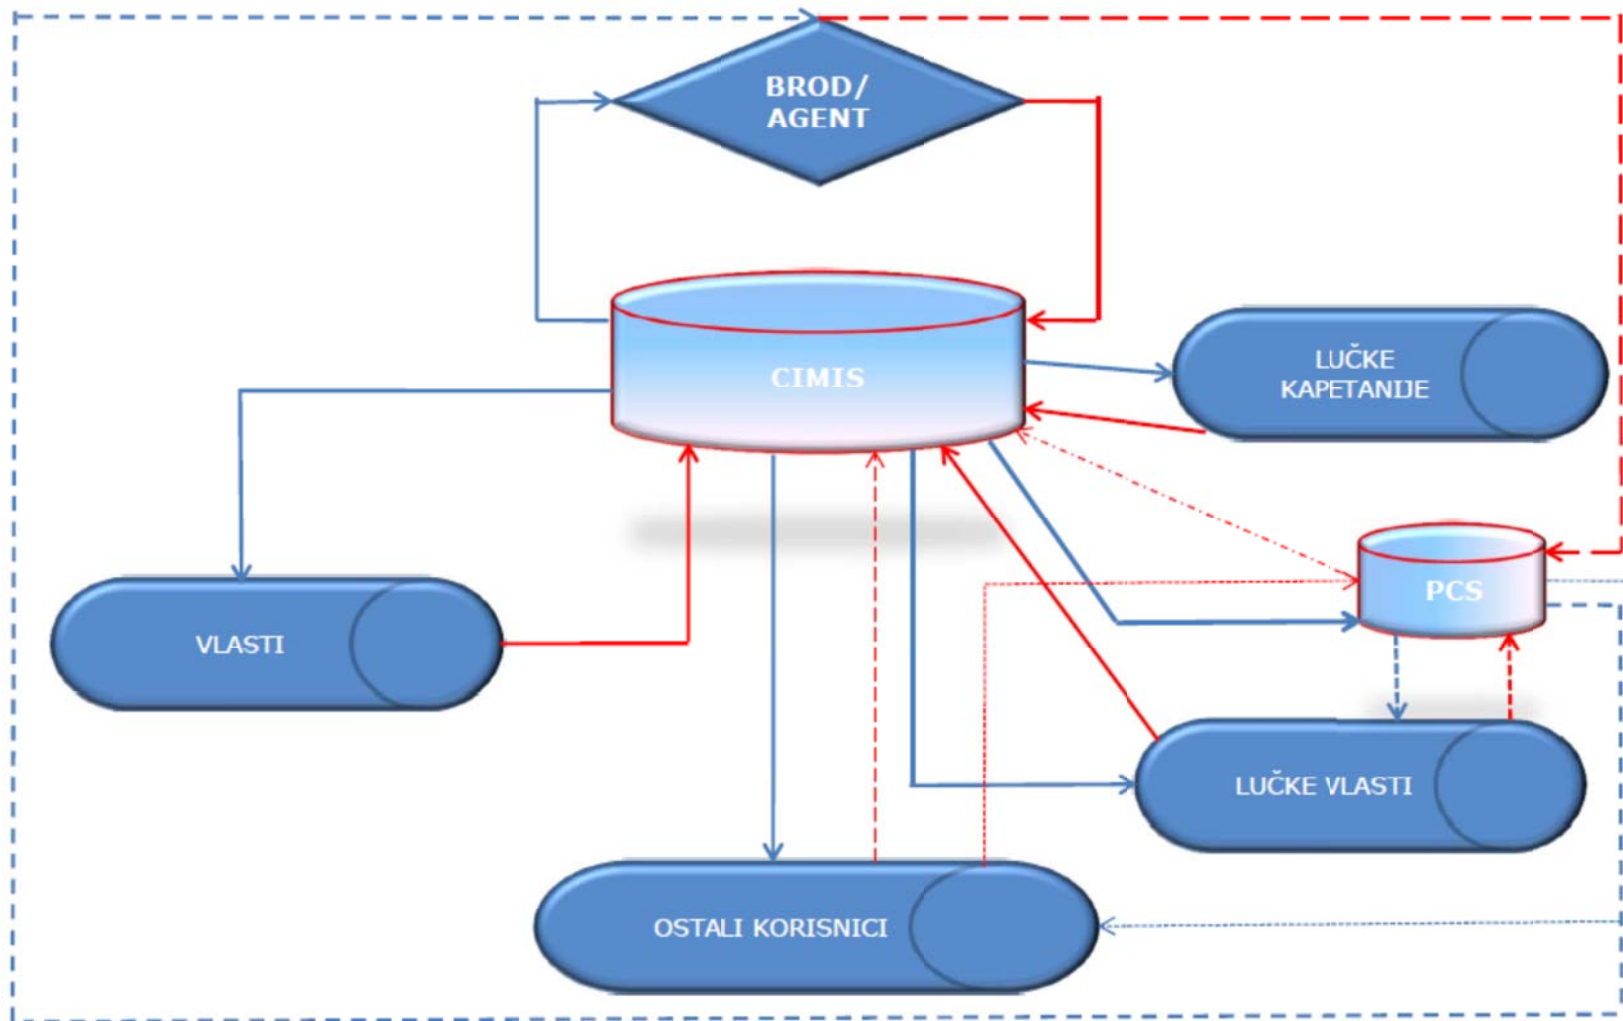 BROD/
AGENT
CIMIS
LUČKE
KAPETANIJE
PCS
VLASTI
LUČKE VLASTI
OSTALI KORISNICI